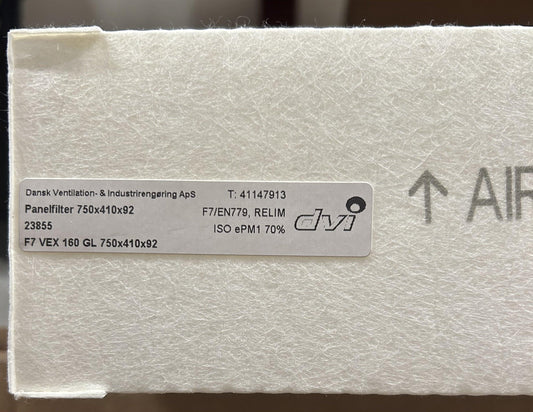 Dansk Ventilation- & Industrirengøring ApS T: 41147913
Panelfilter 750x410x92 F7/EN779, RELIM
23855 ISO ePM1 70%
F7 VEX 160 GL 750x410x92
dvi
↑ AIR